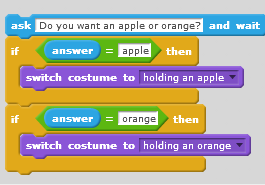 ask Do you want an apple or orange? and wait
if answer = apple then
switch costume to holding an apple
if answer = orange then
switch costume to holding an orange